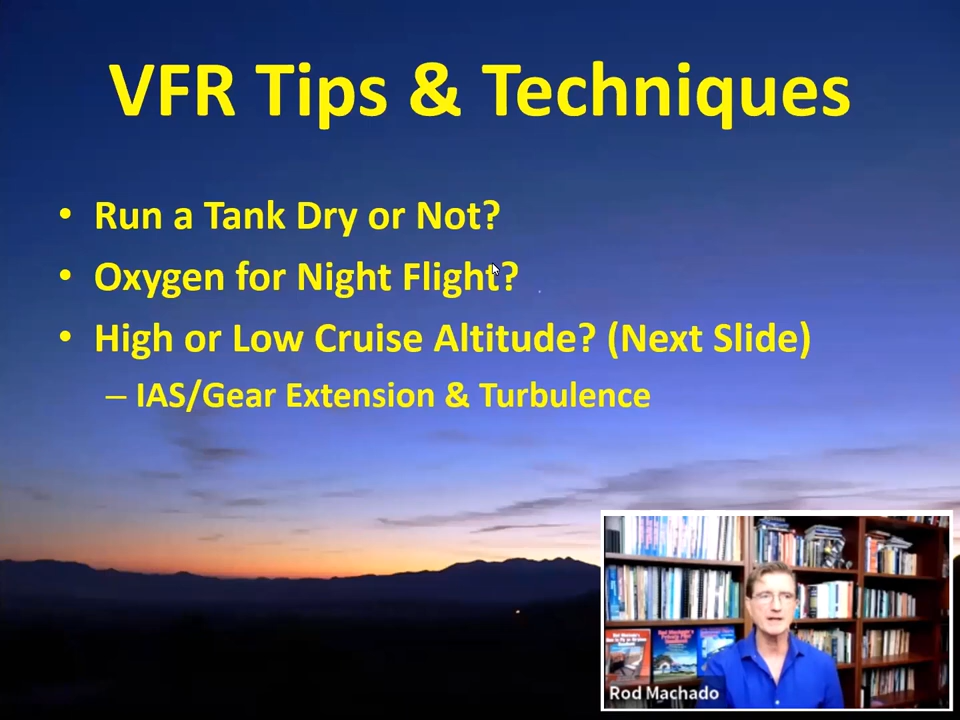 VFR Tips & Techniques
• Run a Tank Dry or Not?
• Oxygen for Night Flight?
• High or Low Cruise Altitude? (Next Slide)
– IAS/Gear Extension & Turbulence
Rod Machado